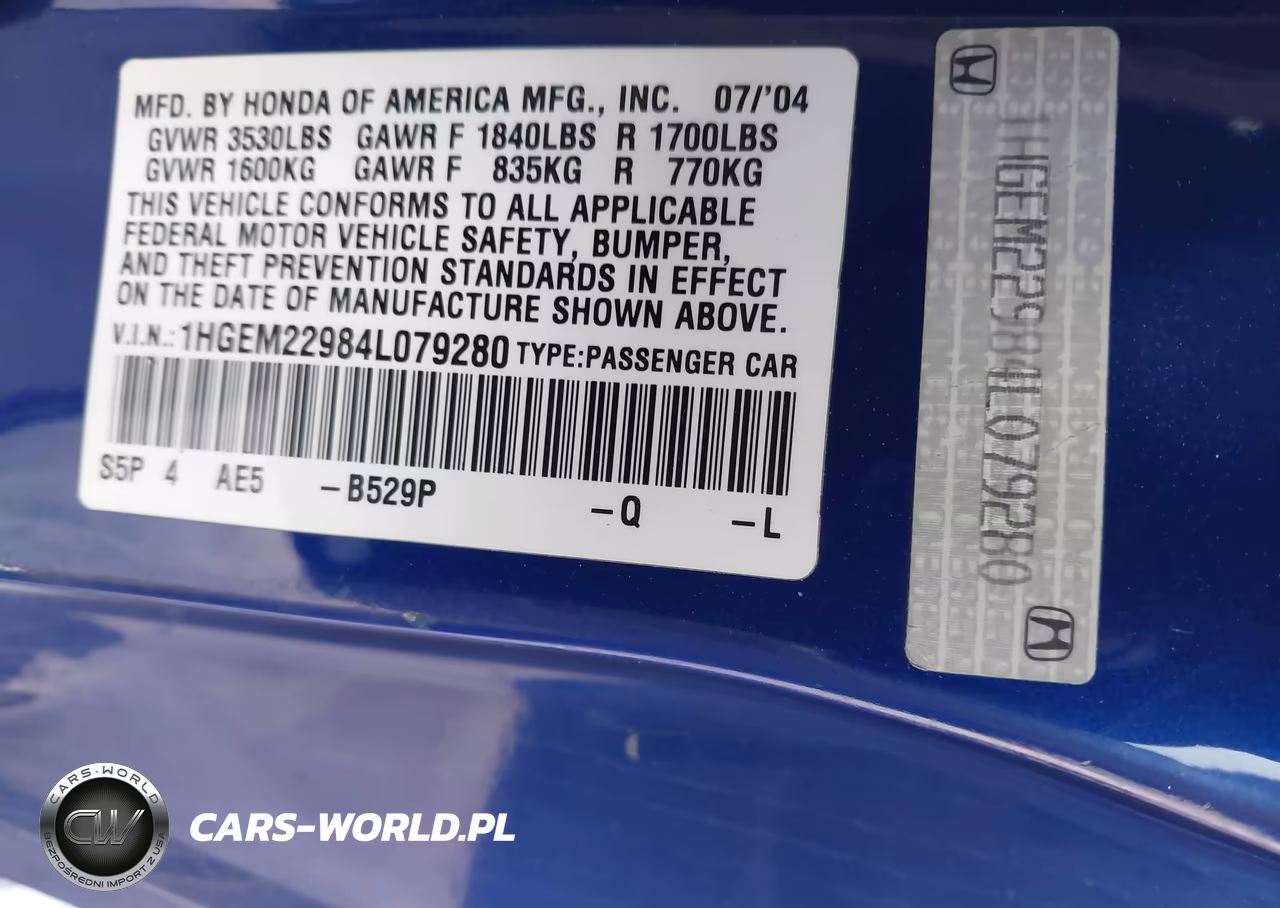 MFD. BY HONDA OF AMERICA MFG., INC. 07/'04
GVWR 3530LBS GAWR F 1840LBS R 1700LBS
GVWR 1600KG GAWR F 835KG R 770KG
THIS VEHICLE CONFORMS TO ALL APPLICABLE
FEDERAL MOTOR VEHICLE SAFETY, BUMPER,
AND THEFT PREVENTION STANDARDS IN EFFECT
ON THE DATE OF MANUFACTURE SHOWN ABOVE.
V.I.N.: 1HGEM22984L079280 TYPE:PASSENGER CAR
S5P 4 AE5 -B529P -Q -L
1HGEM22984L079280
CARS-WORLD
CW
BEZPOŚREDNI IMPORT Z USA
CARS-WORLD.PL